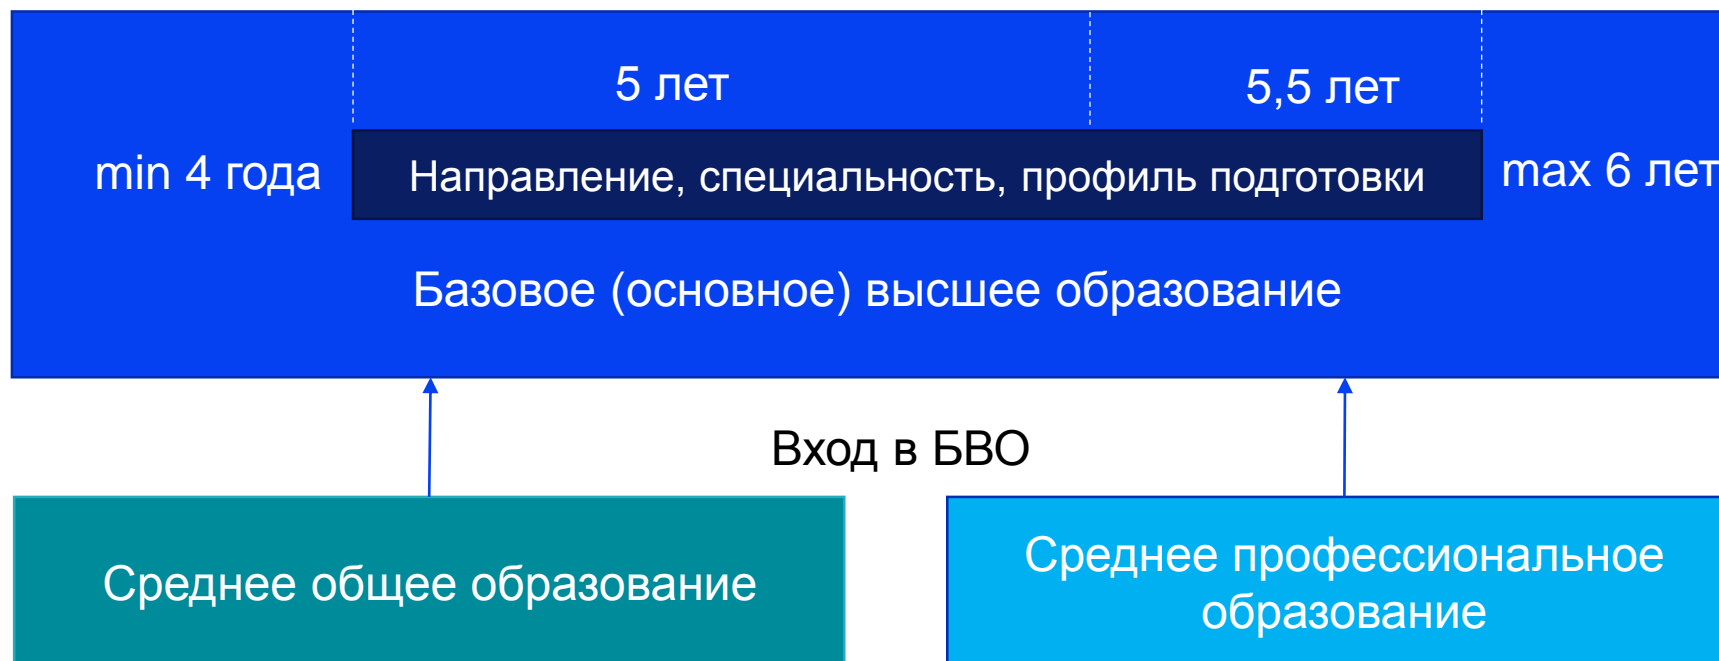 5 лет
5,5 лет
min 4 года
Направление, специальность, профиль подготовки
max 6 лет
Базовое (основное) высшее образование
Вход в БВО
Среднее общее образование
Среднее профессиональное
образование